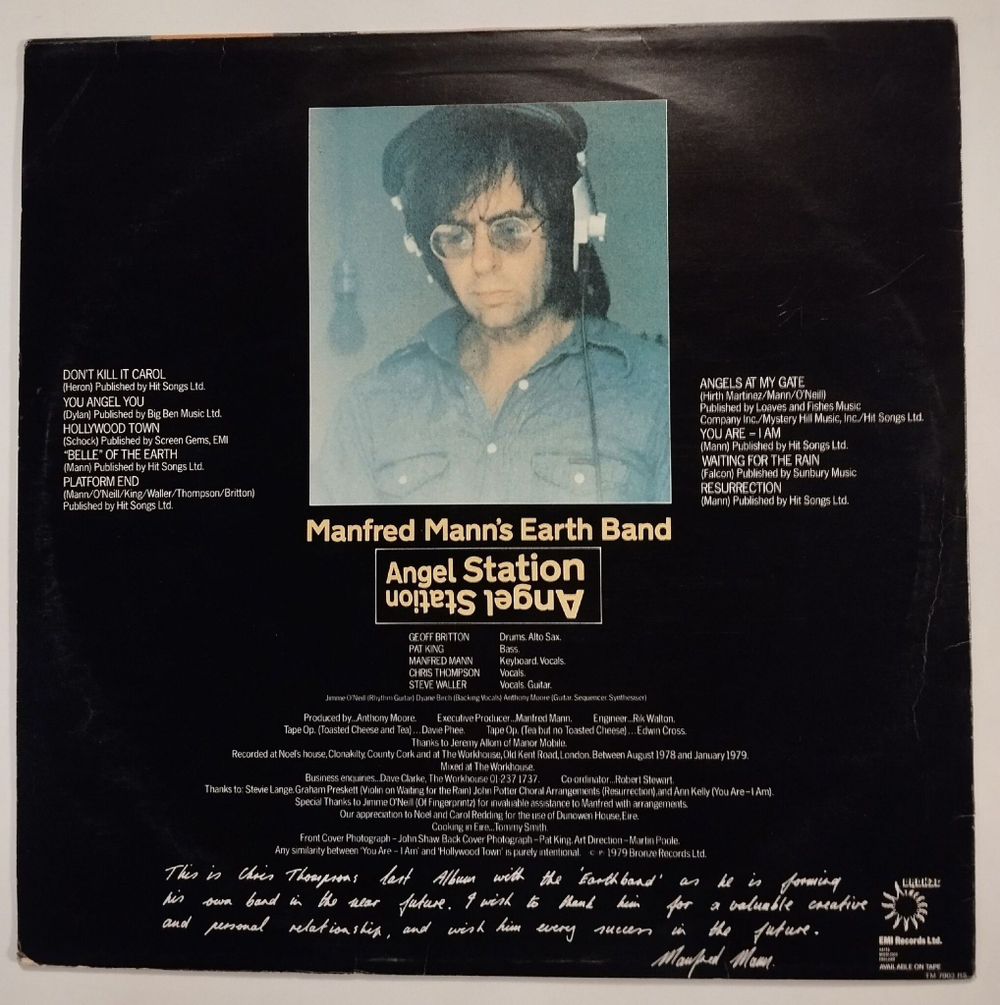 DON'T KILL IT CAROL
(Heron) Published by Hit Songs Ltd.
YOU ANGEL YOU
(Dylan) Published by Big Ben Music Ltd.
HOLLYWOOD TOWN
(Schock) Published by Screen Gems, EMI
"BELLE" OF THE EARTH
(Mann) Published by Hit Songs Ltd.
PLATFORM END
(Mann/O'Neill/King/Waller/Thompson/Britton)
Published by Hit Songs Ltd.
ANGELS AT MY GATE
(Hirth Martinez/Mann/O'Neill)
Published by Loaves and Fishes Music
Company Inc./Mystery Hill Music, Inc./Hit Songs Ltd.
YOU ARE – I AM
(Mann) Published by Hit Songs Ltd.
WAITING FOR THE RAIN
(Falcon) Published by Sunbury Music
RESURRECTION
(Mann) Published by Hit Songs Ltd.
Manfred Mann's Earth Band
Angel Station
Angel Station
GEOFF BRITTON Drums. Alto Sax.
PAT KING Bass.
MANFRED MANN Keyboard. Vocals.
CHRIS THOMPSON Vocals.
STEVE WALLER Vocals. Guitar.
Jimme O'Neill (Rhythm Guitar) Dyane Birch (Backing Vocals) Anthony Moore (Guitar. Sequencer. Synthesiser)
Produced by...Anthony Moore. Executive Producer...Manfred Mann. Engineer...Rik Walton.
Tape Op. (Toasted Cheese and Tea)...Davie Phee. Tape Op. (Tea but no Toasted Cheese)...Edwin Cross.
Thanks to Jeremy Allom of Manor Mobile.
Recorded at Noel's house, Clonakilty, County Cork and at The Workhouse, Old Kent Road, London. Between August 1978 and January 1979.
Mixed at The Workhouse.
Business enquiries...Dave Clarke, The Workhouse 01-237 1737. Co-ordinator...Robert Stewart.
Thanks to: Stevie Lange, Graham Preskett (Violin on Waiting for the Rain) John Potter Choral Arrangements (Resurrection), and Ann Kelly (You Are – I Am).
Special Thanks to Jimme O'Neill (Of Fingerprintz) for invaluable assistance to Manfred with arrangements.
Our appreciation to Noel and Carol Redding for the use of Dunowen House, Eire.
Cooking in Eire...Tommy Smith.
Front Cover Photograph – John Shaw Back Cover Photograph – Pat King. Art Direction – Martin Poole.
Any similarity between 'You Are – I Am' and 'Hollywood Town' is purely intentional. © ℗ 1979 Bronze Records Ltd.
This is Chris Thompsons last Album with the 'Earthband' as he is forming
his own band in the near future. I wish to thank him for a valuable creative
and personal relationship, and wish him every success in the future.
Manfred Mann.
BRONZE
EMI Records Ltd.
AVAILABLE ON TAPE